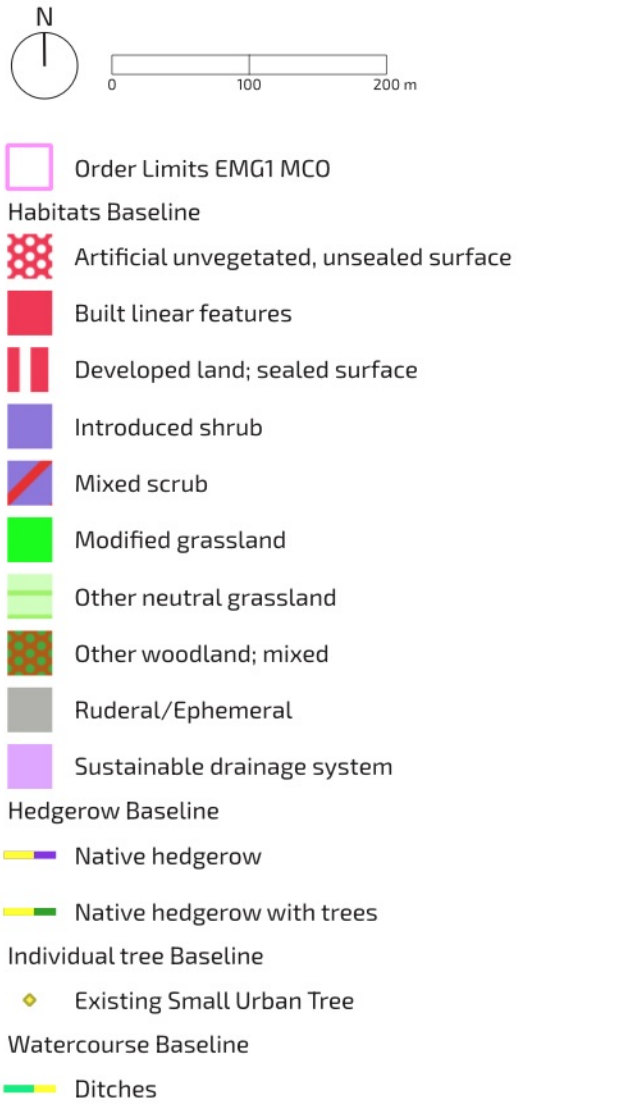 N
0 100 200 m
Order Limits EMG1 MCO
Habitats Baseline
Artificial unvegetated, unsealed surface
Built linear features
Developed land; sealed surface
Introduced shrub
Mixed scrub
Modified grassland
Other neutral grassland
Other woodland; mixed
Ruderal/Ephemeral
Sustainable drainage system
Hedgerow Baseline
Native hedgerow
Native hedgerow with trees
Individual tree Baseline
Existing Small Urban Tree
Watercourse Baseline
Ditches